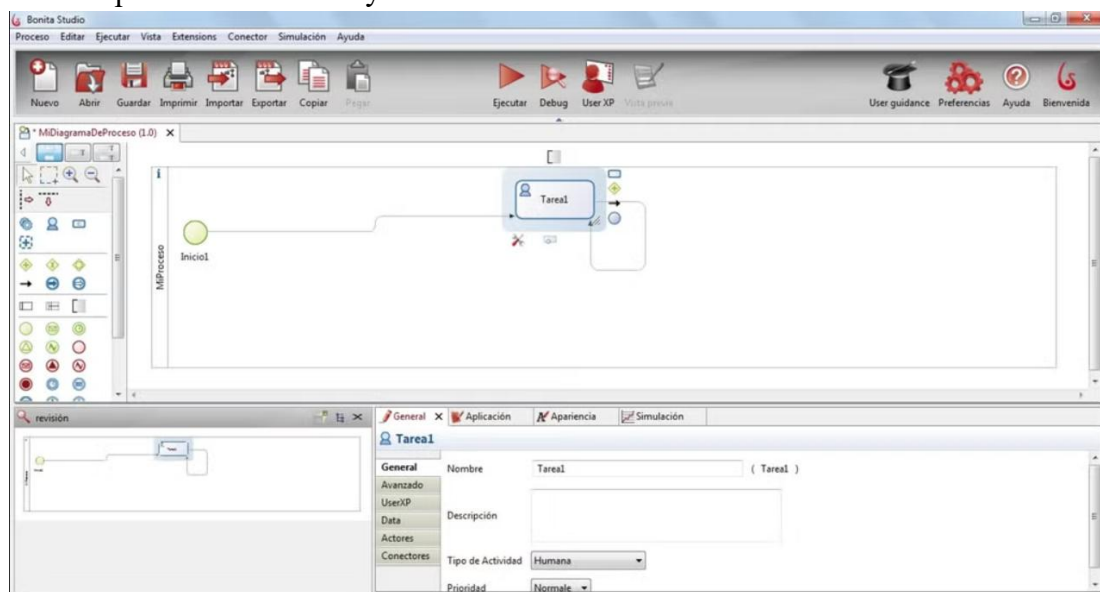 Bonita Studio
Proceso Editar Ejecutar Vista Extensions Conector Simulación Ayuda
Nuevo Abrir Guardar Imprimir Importar Exportar Copiar Pegar Ejecutar Debug User XP Vista previa User guidance Preferencias Ayuda Bienvenida
* MiDiagramaDeProceso (1.0)
Tarea1
Inicio1
MiProceso
revisión
General Aplicación Apariencia Simulación
Tarea1
General
Nombre Tarea1 ( Tarea1 )
Avanzado
UserXP
Data
Descripción
Actores
Conectores
Tipo de Actividad Humana
Prioridad Normale